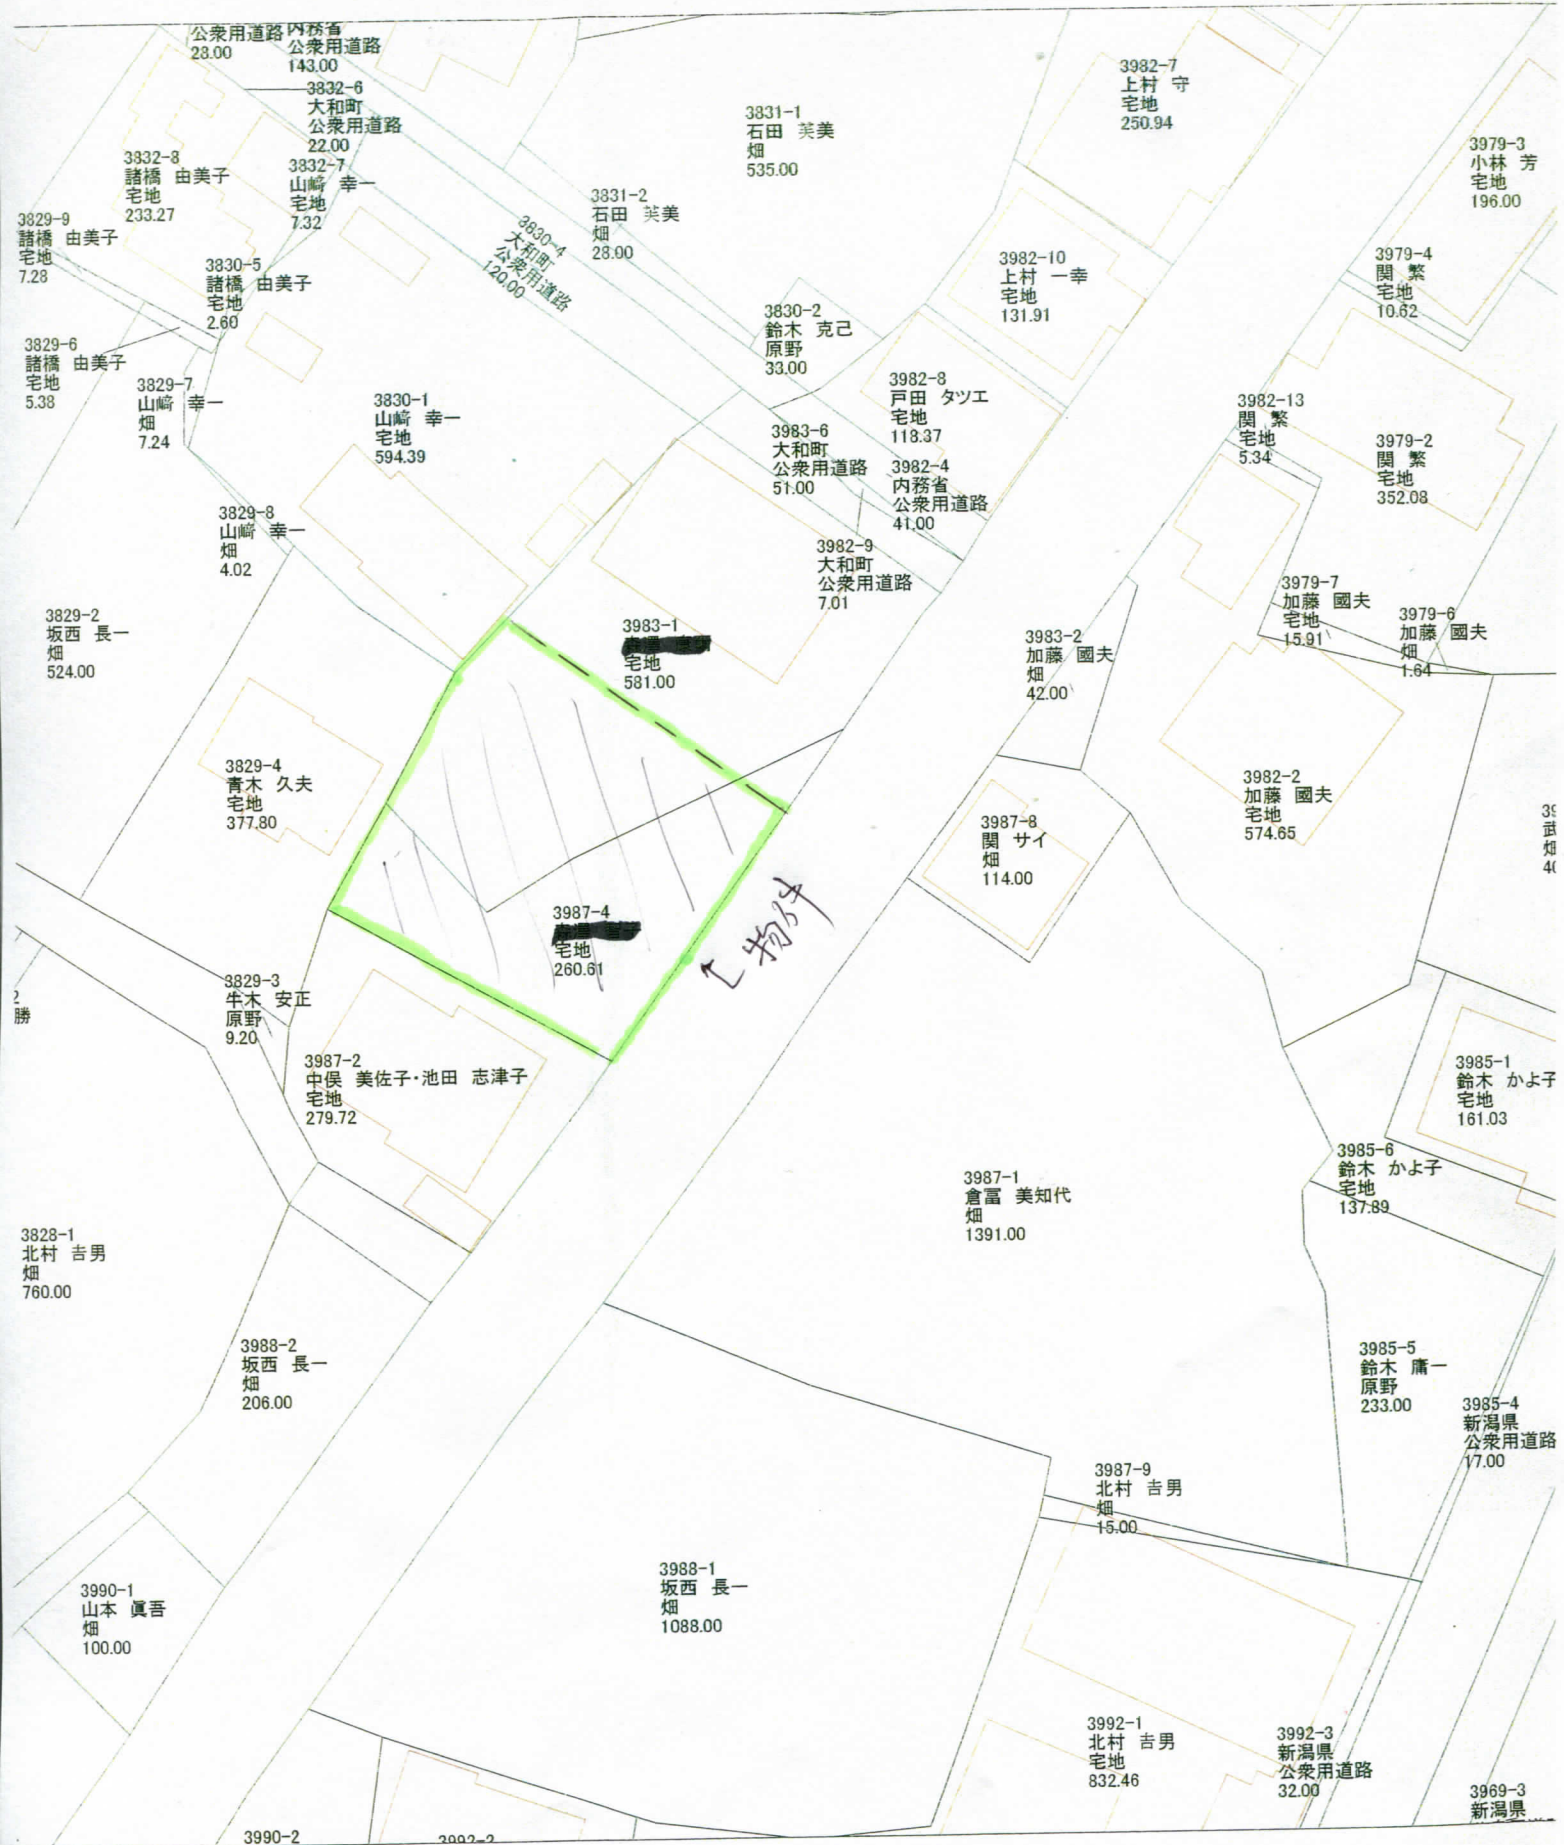 公衆用道路
23.00
内務省
公衆用道路
143.00
3832-6
大和町
公衆用道路
22.00
3832-7
山﨑 幸一
宅地
7.32
3832-8
諸橋 由美子
宅地
233.27
3829-9
諸橋 由美子
宅地
7.28
3830-5
諸橋 由美子
宅地
2.60
3829-6
諸橋 由美子
宅地
5.38
3829-7
山﨑 幸一
畑
7.24
3830-1
山﨑 幸一
宅地
594.39
3829-8
山﨑 幸一
畑
4.02
3830-4
大和町
公衆用道路
120.00
3831-1
石田 芙美
畑
535.00
3831-2
石田 芙美
畑
28.00
3830-2
鈴木 克己
原野
33.00
3982-7
上村 守
宅地
250.94
3982-10
上村 一幸
宅地
131.91
3979-3
小林 芳
宅地
196.00
3979-4
関 繁
宅地
10.62
3982-8
戸田 タツエ
宅地
118.37
3983-6
大和町
公衆用道路
51.00
3982-4
内務省
公衆用道路
41.00
3982-9
大和町
公衆用道路
7.01
3982-13
関 繁
宅地
5.34
3979-2
関 繁
宅地
352.08
3979-7
加藤 國夫
宅地
15.91
3979-6
加藤 國夫
畑
1.64
3829-2
坂西 長一
畑
524.00
3983-1
宅地
581.00
3983-2
加藤 國夫
畑
42.00
3829-4
青木 久夫
宅地
377.80
3982-2
加藤 國夫
宅地
574.65
3987-8
関 サイ
畑
114.00
3987-4
宅地
260.61
物件
3829-3
牛木 安正
原野
9.20
2
勝
3987-2
中俣 美佐子・池田 志津子
宅地
279.72
3985-1
鈴木 かよ子
宅地
161.03
3985-6
鈴木 かよ子
宅地
137.89
3987-1
倉冨 美知代
畑
1391.00
3828-1
北村 吉男
畑
760.00
3988-2
坂西 長一
畑
206.00
3985-5
鈴木 庸一
原野
233.00
3985-4
新潟県
公衆用道路
17.00
3987-9
北村 吉男
畑
15.00
3988-1
坂西 長一
畑
1088.00
3990-1
山本 眞吾
畑
100.00
3992-1
北村 吉男
宅地
832.46
3992-3
新潟県
公衆用道路
32.00
3969-3
新潟県
3990-2
3992-2